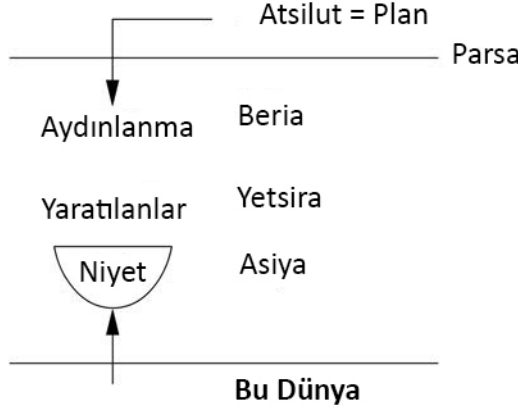 Atsilut = Plan
Parsa
Aydınlanma Beria
Yaratılanlar Yetsira
Niyet Asiya
Bu Dünya